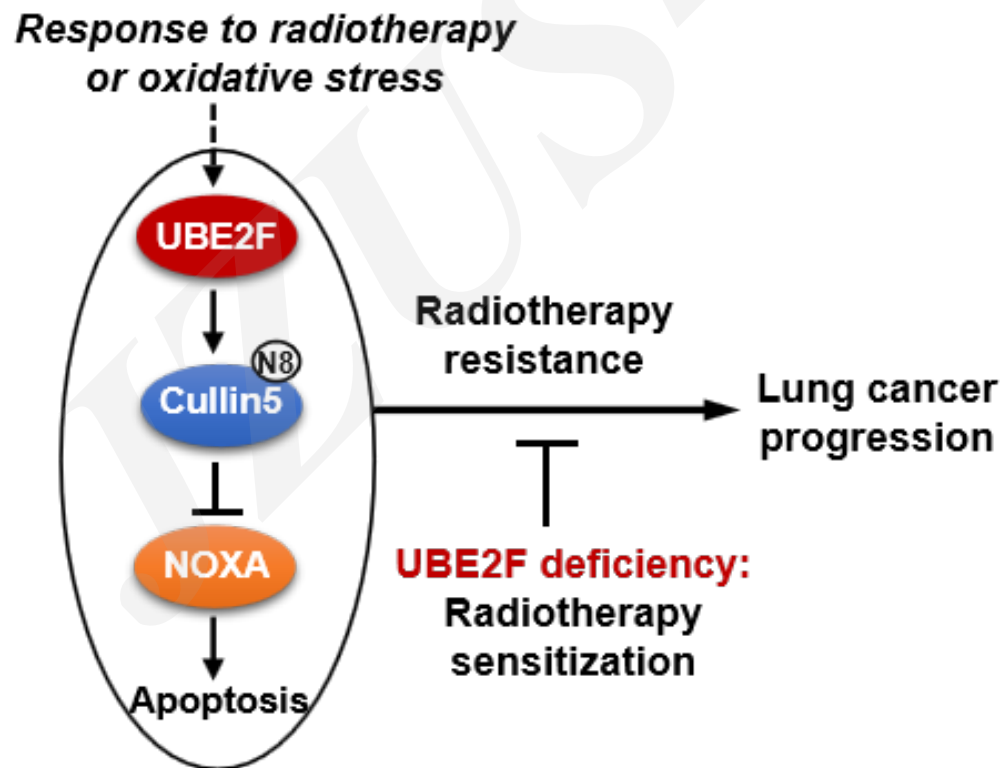 Response to radiotherapy
or oxidative stress
UBE2F
N8
Cullin5
NOXA
Apoptosis
Radiotherapy
resistance
Lung cancer
progression
UBE2F deficiency:
Radiotherapy
sensitization